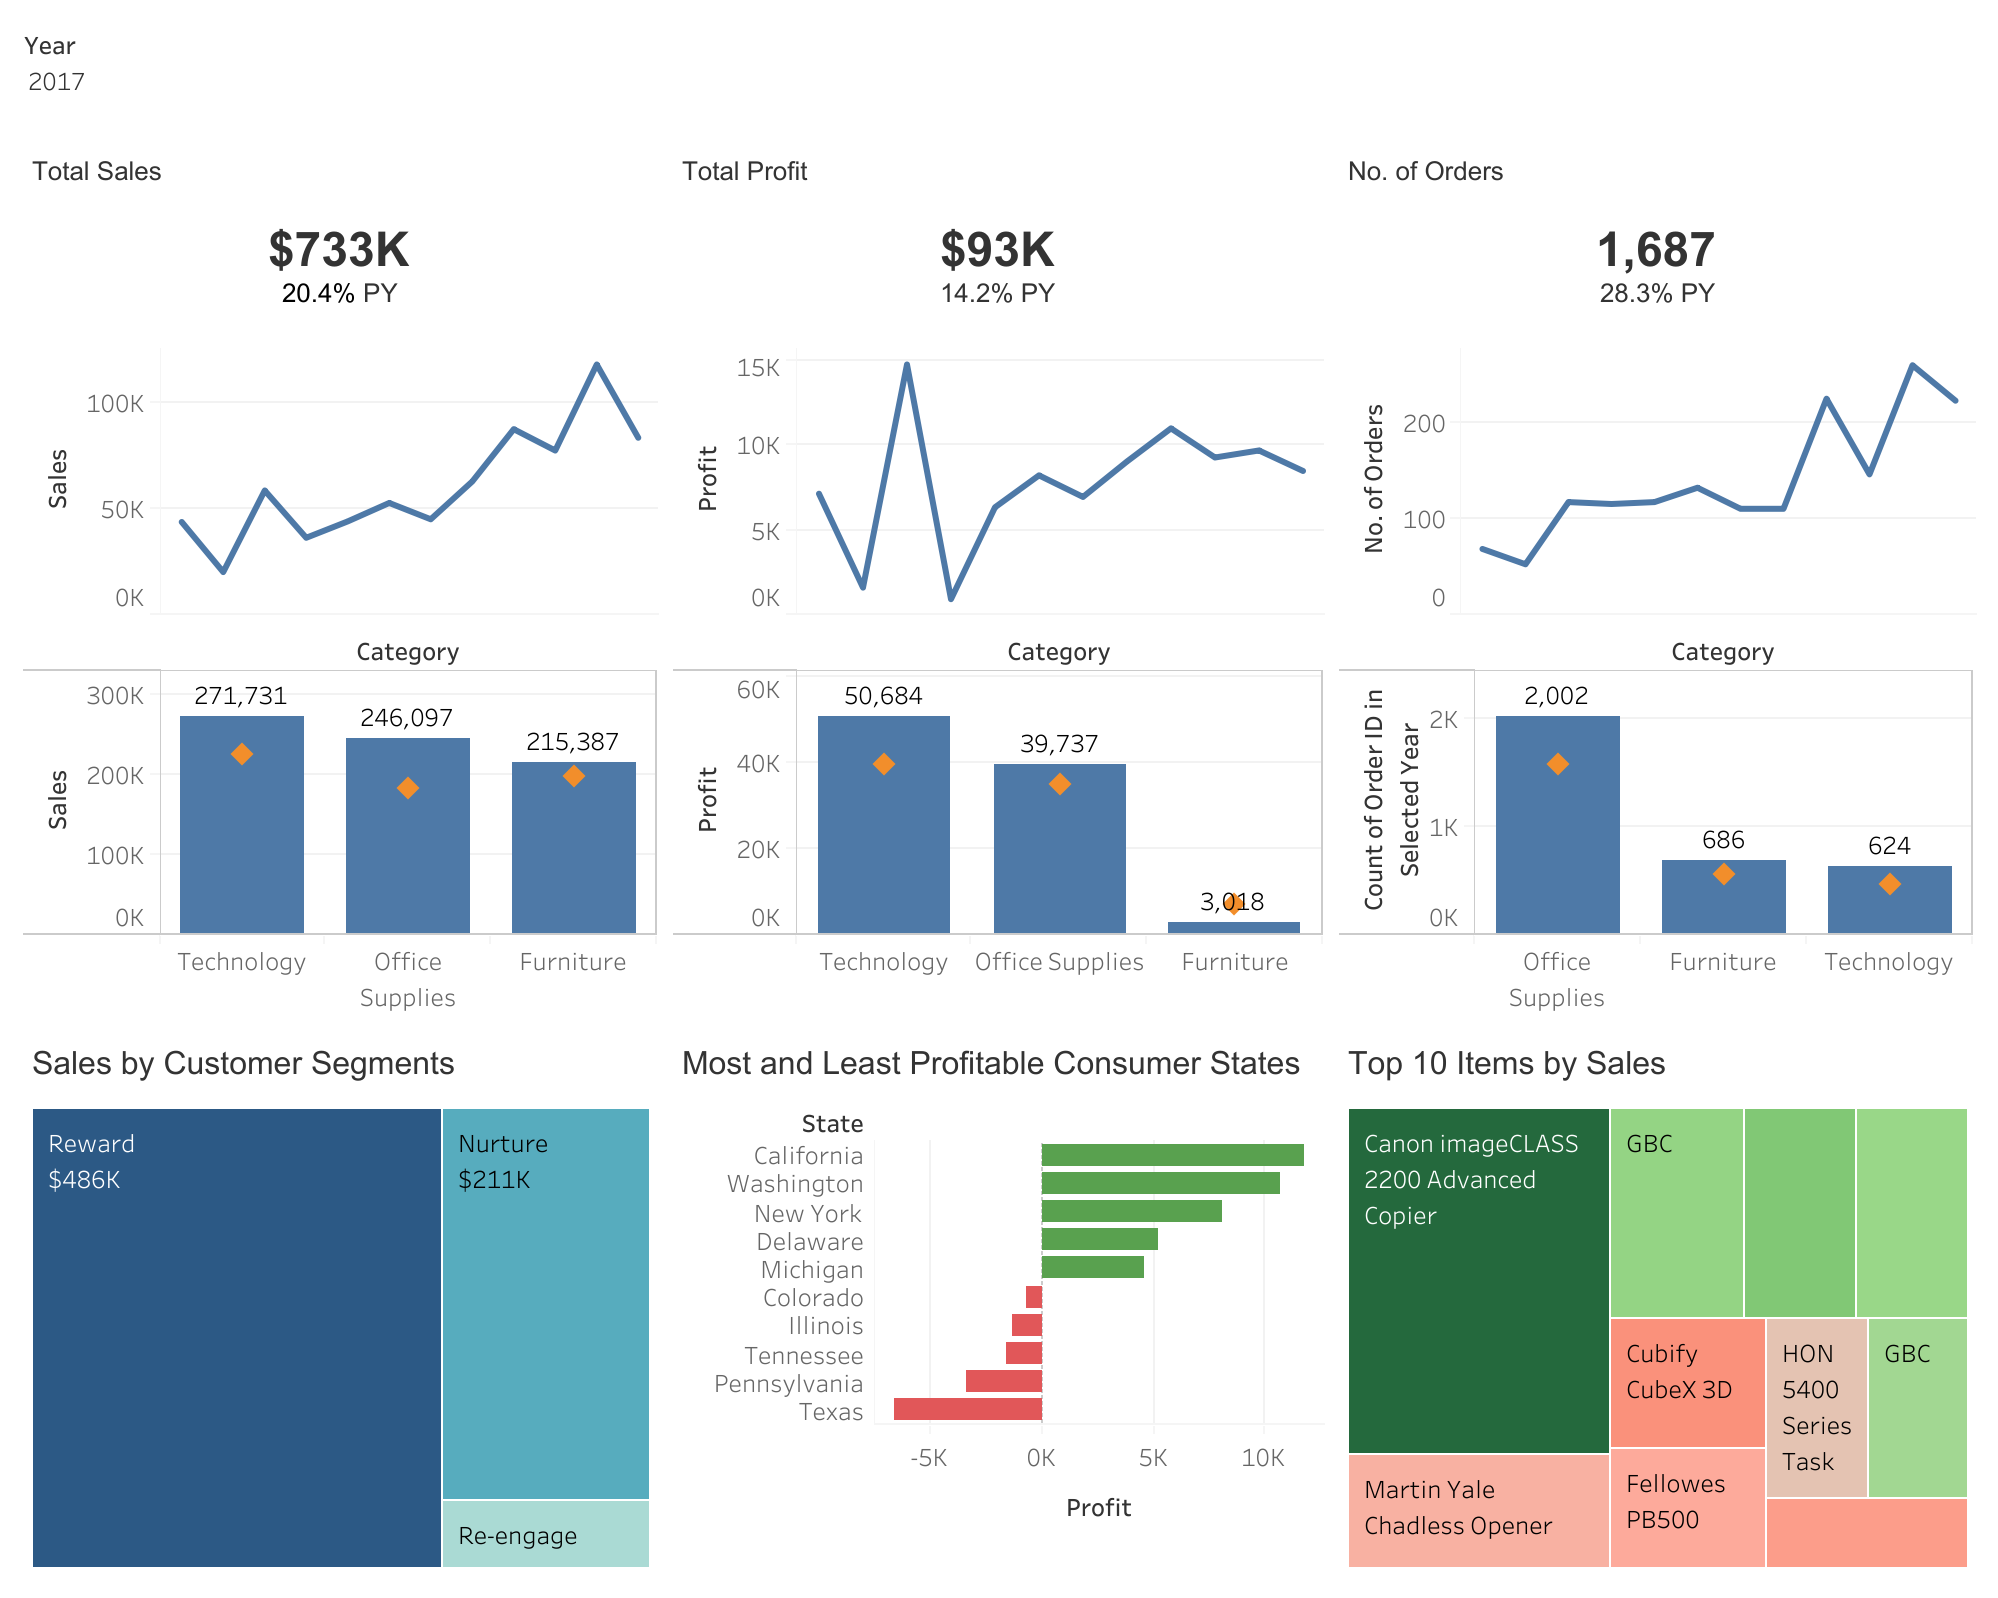 Year
2017
Total Sales
$733K
20.4% PY
Sales
100K
50K
0K
Category
Sales
300K
200K
100K
0K
271,731
246,097
215,387
Technology
Office
Supplies
Furniture
Total Profit
$93K
14.2% PY
Profit
15K
10K
5K
0K
Category
Profit
60K
40K
20K
0K
50,684
39,737
3,018
Technology
Office Supplies
Furniture
No. of Orders
1,687
28.3% PY
No. of Orders
200
100
0
Category
Count of Order ID in
Selected Year
2K
1K
0K
2,002
686
624
Office
Supplies
Furniture
Technology
Sales by Customer Segments
Reward
$486K
Nurture
$211K
Re-engage
Most and Least Profitable Consumer States
State
California
Washington
New York
Delaware
Michigan
Colorado
Illinois
Tennessee
Pennsylvania
Texas
-5K
0K
5K
10K
Profit
Top 10 Items by Sales
Canon imageCLASS
2200 Advanced
Copier
GBC
Cubify
CubeX 3D
HON
5400
Series
Task
GBC
Martin Yale
Chadless Opener
Fellowes
PB500